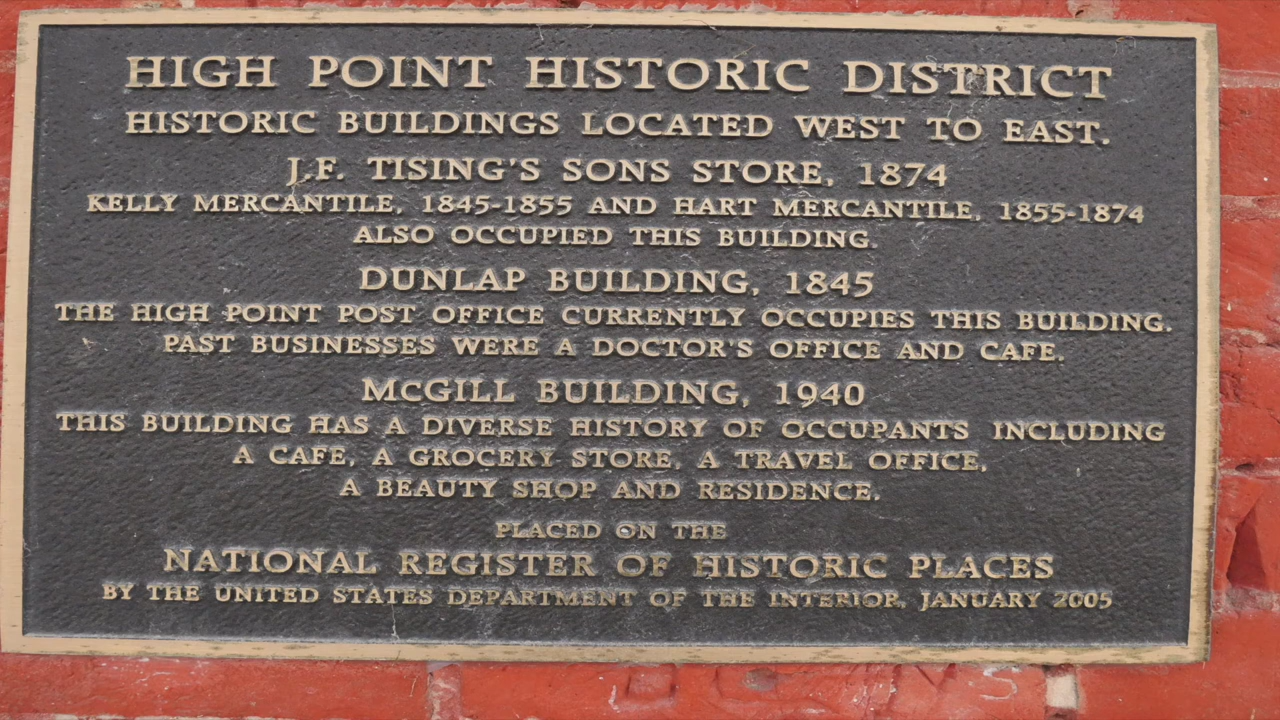 HIGH POINT HISTORIC DISTRICT
HISTORIC BUILDINGS LOCATED WEST TO EAST.
J.F. TISING'S SONS STORE, 1874
KELLY MERCANTILE, 1845-1855 AND HART MERCANTILE, 1855-1874
ALSO OCCUPIED THIS BUILDING.
DUNLAP BUILDING, 1845
THE HIGH POINT POST OFFICE CURRENTLY OCCUPIES THIS BUILDING.
PAST BUSINESSES WERE A DOCTOR'S OFFICE AND CAFE.
MCGILL BUILDING, 1940
THIS BUILDING HAS A DIVERSE HISTORY OF OCCUPANTS INCLUDING
A CAFE, A GROCERY STORE, A TRAVEL OFFICE,
A BEAUTY SHOP AND RESIDENCE.
PLACED ON THE
NATIONAL REGISTER OF HISTORIC PLACES
BY THE UNITED STATES DEPARTMENT OF THE INTERIOR, JANUARY 2005